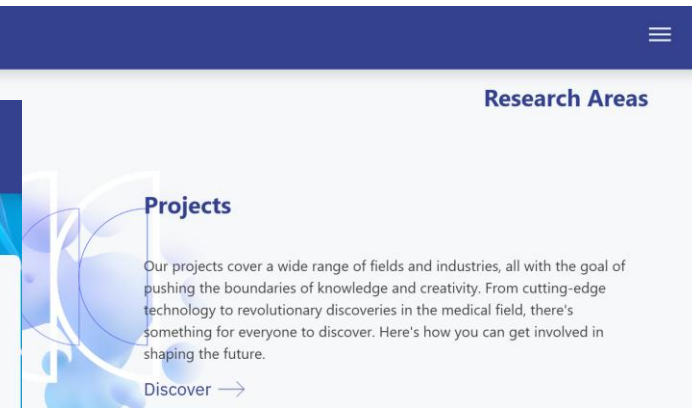 Research Areas
Projects
Our projects cover a wide range of fields and industries, all with the goal of
pushing the boundaries of knowledge and creativity. From cutting-edge
technology to revolutionary discoveries in the medical field, there's
something for everyone to discover. Here's how you can get involved in
shaping the future.
Discover